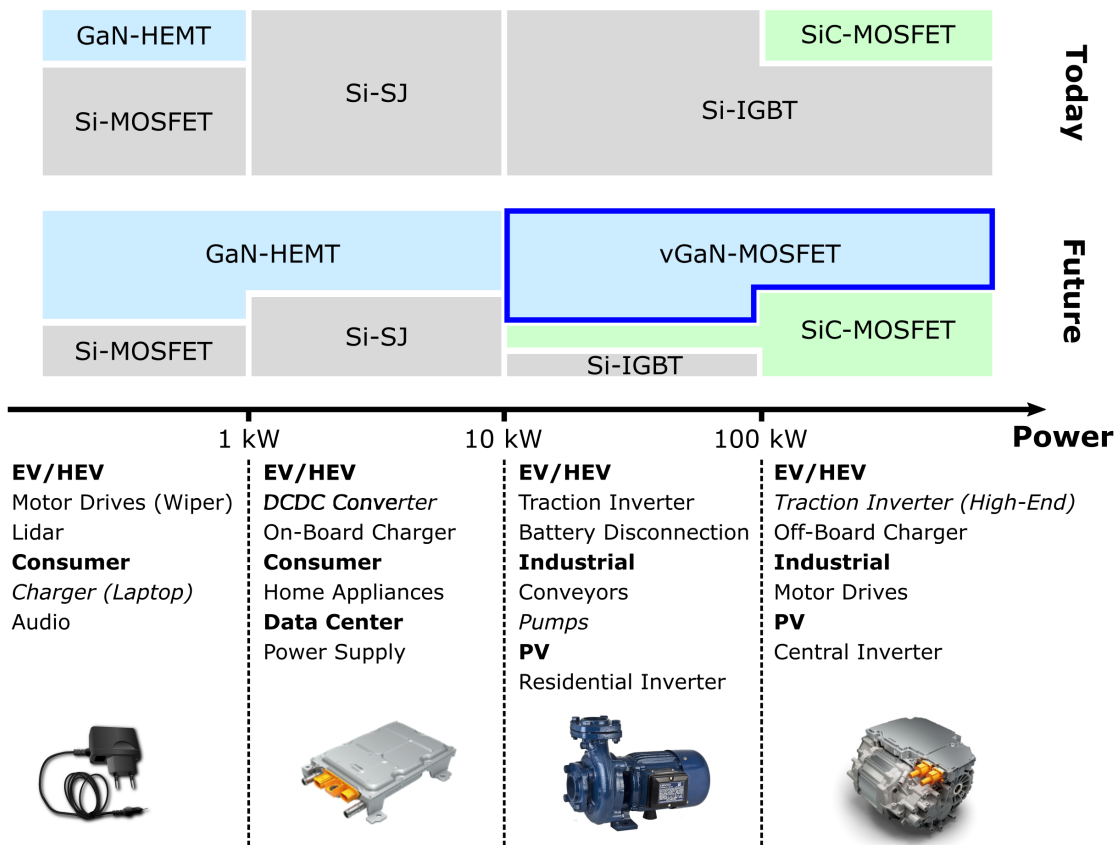 GaN-HEMT
Si-MOSFET
Si-SJ
Si-IGBT
SiC-MOSFET
Today
GaN-HEMT
vGaN-MOSFET
Si-MOSFET
Si-SJ
Si-IGBT
SiC-MOSFET
Future
1 kW
10 kW
100 kW
Power
EV/HEV
Motor Drives (Wiper)
Lidar
Consumer
Charger (Laptop)
Audio
EV/HEV
DCDC Converter
On-Board Charger
Consumer
Home Appliances
Data Center
Power Supply
EV/HEV
Traction Inverter
Battery Disconnection
Industrial
Conveyors
Pumps
PV
Residential Inverter
EV/HEV
Traction Inverter (High-End)
Off-Board Charger
Industrial
Motor Drives
PV
Central Inverter